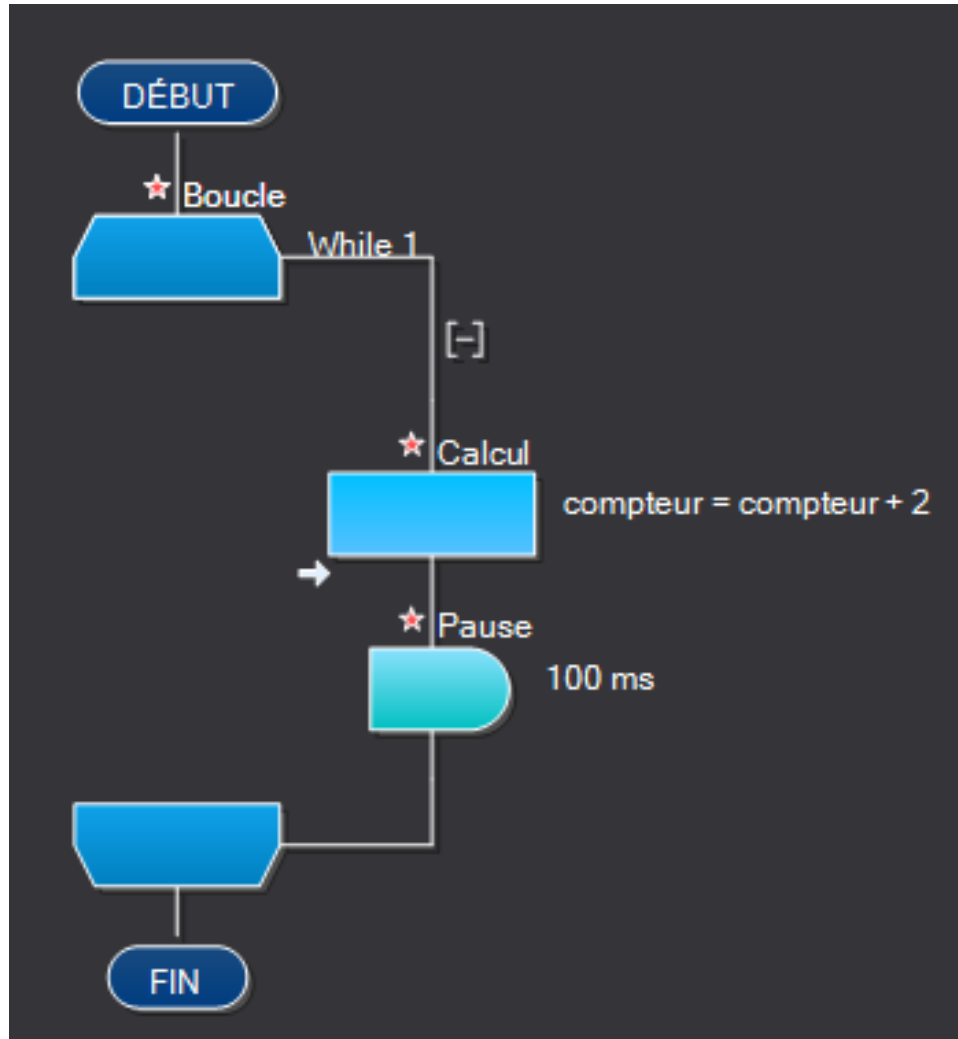 DÉBUT
Boucle
While 1
[-]
Calcul
compteur = compteur + 2
Pause
100 ms
FIN